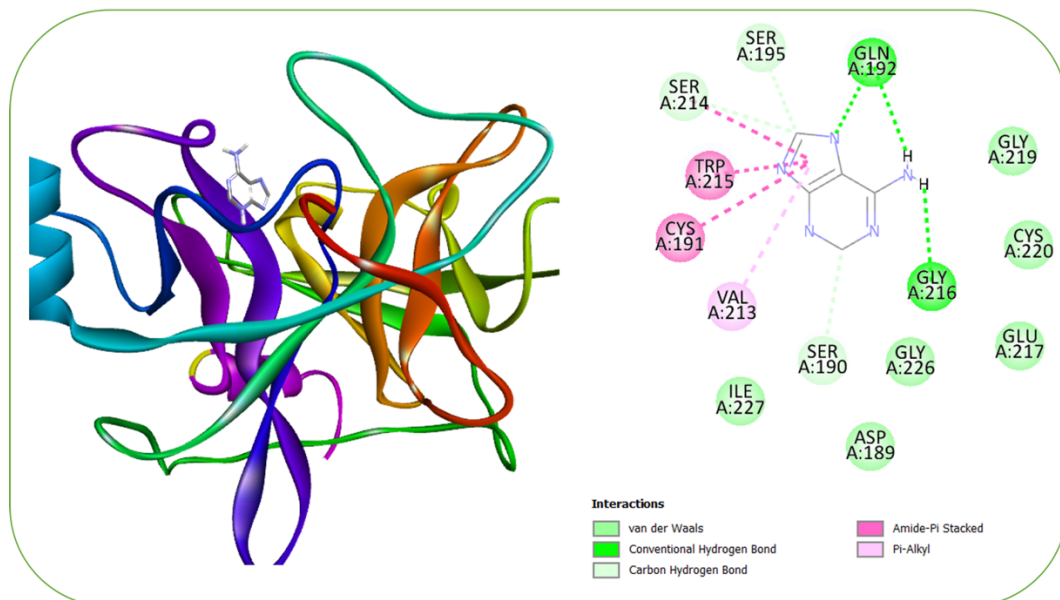 SER
A:195
GLN
A:192
SER
A:214
GLY
A:219
TRP
A:215
N
N
H
N
H
CYS
A:191
CYS
A:220
N
N
GLY
A:216
VAL
A:213
SER
A:190
GLY
A:226
GLU
A:217
ILE
A:227
ASP
A:189
Interactions
van der Waals
Conventional Hydrogen Bond
Carbon Hydrogen Bond
Amide-Pi Stacked
Pi-Alkyl